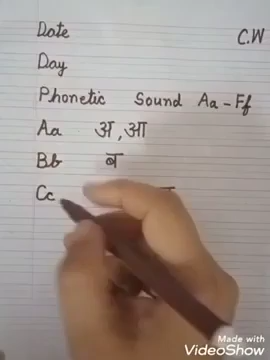 Date C.W
Day
Phonetic Sound Aa - Ff
Aa अ, आ
Bb ब
Cc
Made with
VideoShow